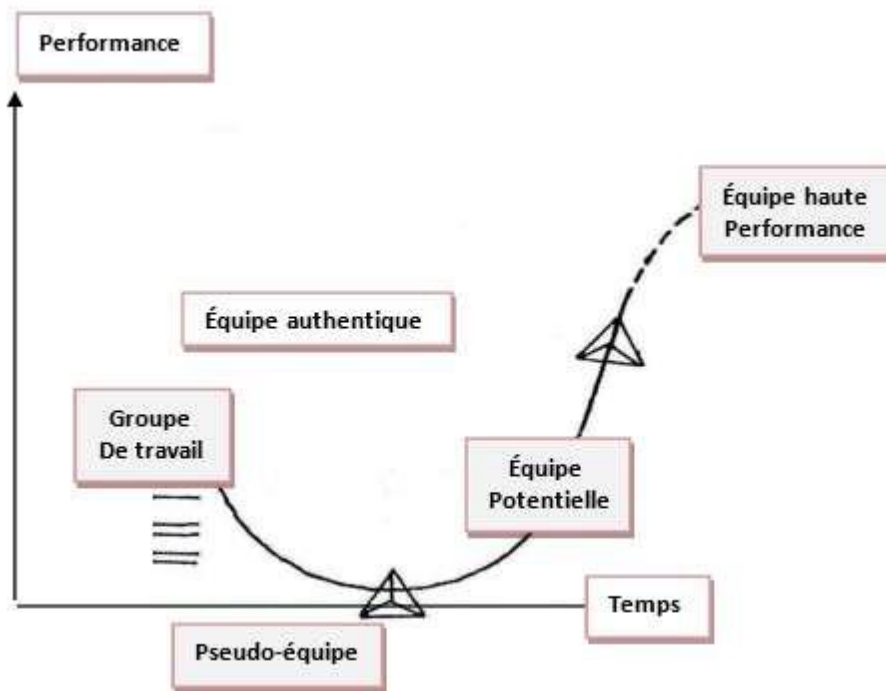 Performance
Équipe haute
Performance
Équipe authentique
Groupe
De travail
Équipe
Potentielle
Temps
Pseudo-équipe